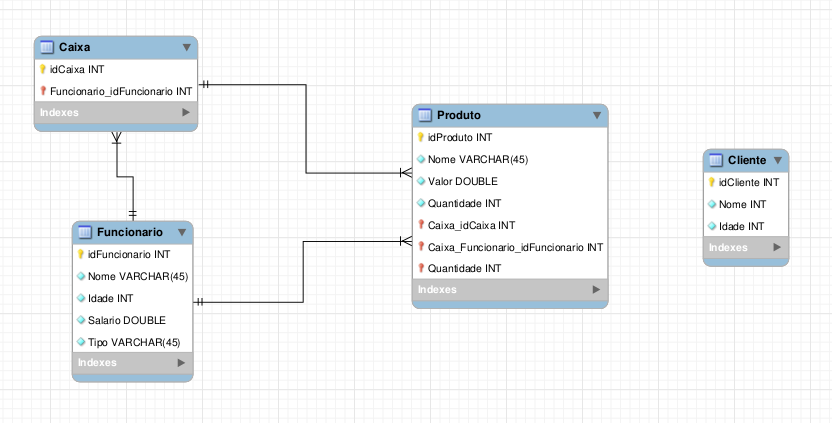 Caixa
idCaixa INT
Funcionario_idFuncionario INT
Indexes
Funcionario
idFuncionario INT
Nome VARCHAR(45)
Idade INT
Salario DOUBLE
Tipo VARCHAR(45)
Indexes
Produto
idProduto INT
Nome VARCHAR(45)
Valor DOUBLE
Quantidade INT
Caixa_idCaixa INT
Caixa_Funcionario_idFuncionario INT
Quantidade INT
Indexes
Cliente
idCliente INT
Nome INT
Idade INT
Indexes